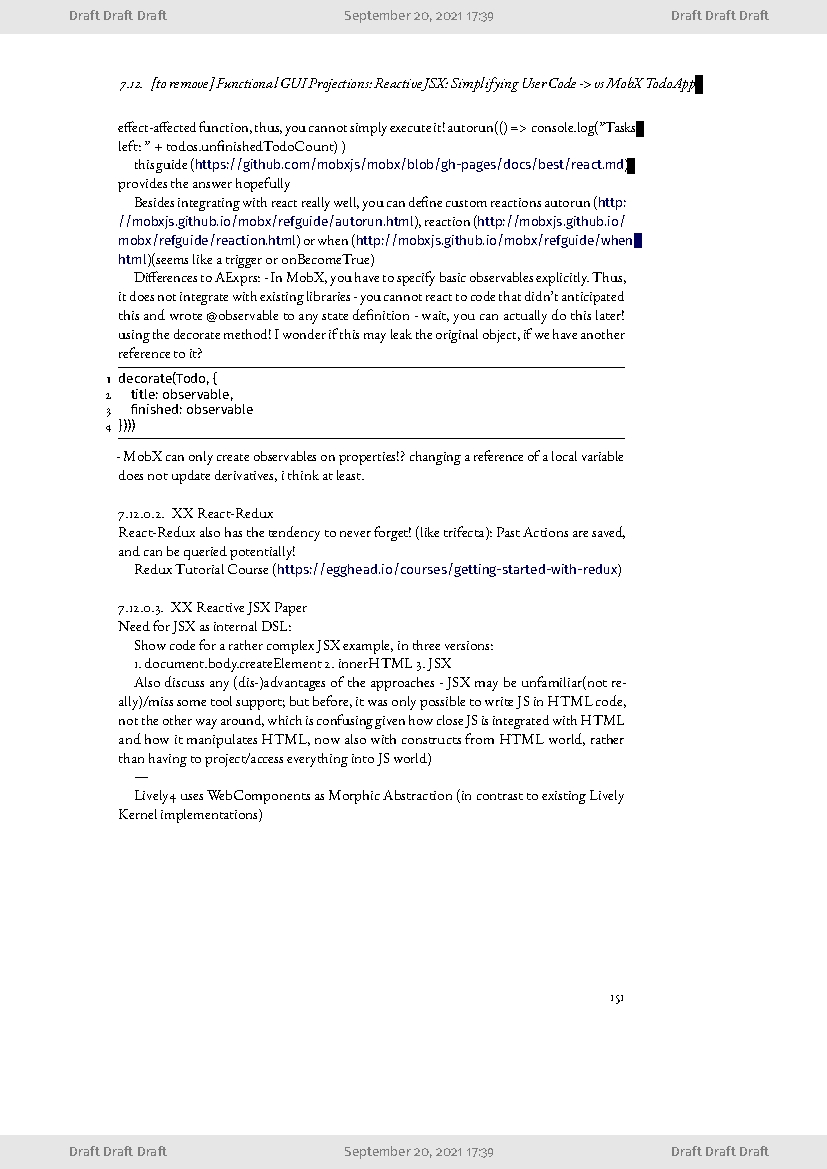 Draft Draft Draft September 20, 2021 17:39 Draft Draft Draft
7.12. [to remove] Functional GUI Projections: Reactive JSX: Simplifying User Code -> vs MobX TodoApp
effect-affected function, thus, you cannot simply execute it! autorun(() => console.log("Tasks
left: " + todos.unfinishedTodoCount) )
this guide (https://github.com/mobxjs/mobx/blob/gh-pages/docs/best/react.md)
provides the answer hopefully
Besides integrating with react really well, you can define custom reactions autorun (http:
//mobxjs.github.io/mobx/refguide/autorun.html), reaction (http://mobxjs.github.io/
mobx/refguide/reaction.html) or when (http://mobxjs.github.io/mobx/refguide/when
html)(seems like a trigger or onBecomeTrue)
Differences to AExprs: - In MobX, you have to specify basic observables explicitly. Thus,
it does not integrate with existing libraries - you cannot react to code that didn't anticipated
this and wrote @observable to any state definition - wait, you can actually do this later!
using the decorate method! I wonder if this may leak the original object, if we have another
reference to it?
1 decorate(Todo, {
2 title: observable,
3 finished: observable
4 }))))
- MobX can only create observables on properties!? changing a reference of a local variable
does not update derivatives, i think at least.
7.12.0.2. XX React-Redux
React-Redux also has the tendency to never forget! (like trifecta): Past Actions are saved,
and can be queried potentially!
Redux Tutorial Course (https://egghead.io/courses/getting-started-with-redux)
7.12.0.3. XX Reactive JSX Paper
Need for JSX as internal DSL:
Show code for a rather complex JSX example, in three versions:
1. document.body.createElement 2. innerHTML 3. JSX
Also discuss any (dis-)advantages of the approaches - JSX may be unfamiliar(not re-
ally)/miss some tool support; but before, it was only possible to write JS in HTML code,
not the other way around, which is confusing given how close JS is integrated with HTML
and how it manipulates HTML, now also with constructs from HTML world, rather
than having to project/access everything into JS world)
—
Lively4 uses WebComponents as Morphic Abstraction (in contrast to existing Lively
Kernel implementations)
151
Draft Draft Draft September 20, 2021 17:39 Draft Draft Draft